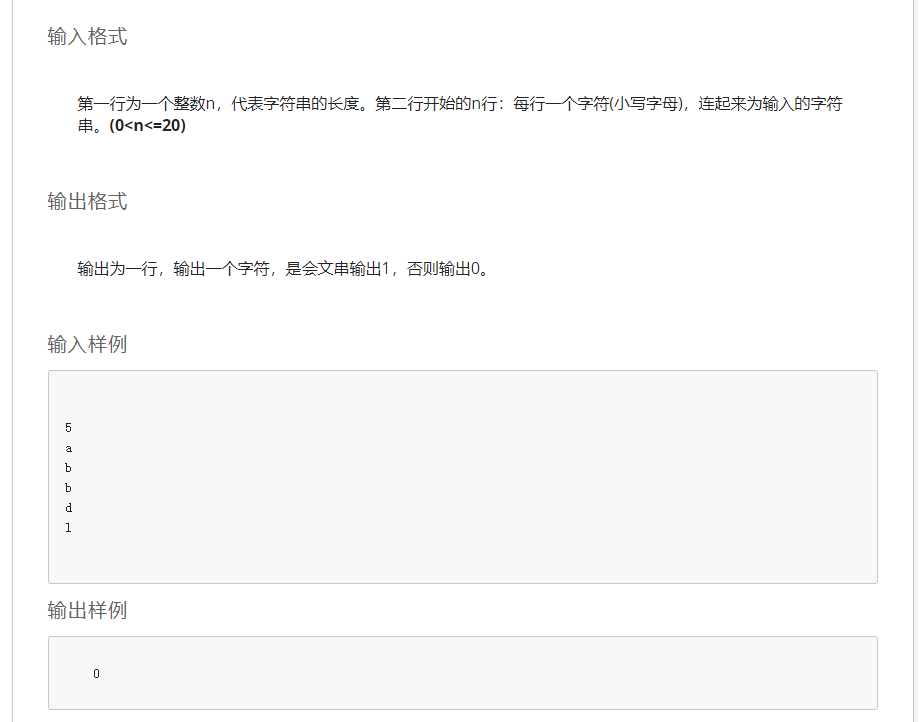 输入格式
第一行为一个整数n，代表字符串的长度。第二行开始的n行：每行一个字符(小写字母)，连起来为输入的字符
串。(0<n<=20)
输出格式
输出为一行，输出一个字符，是会文串输出1，否则输出0。
输入样例
5
a
b
b
d
l
输出样例
0